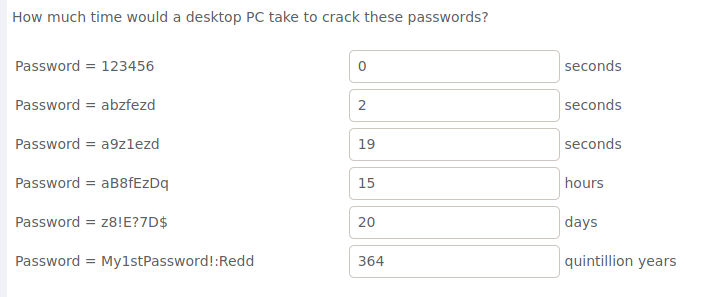 How much time would a desktop PC take to crack these passwords?
Password = 123456 0 seconds
Password = abzfezd 2 seconds
Password = a9z1ezd 19 seconds
Password = aB8fEzDq 15 hours
Password = z8!E?7D$ 20 days
Password = My1stPassword!:Redd 364 quintillion years